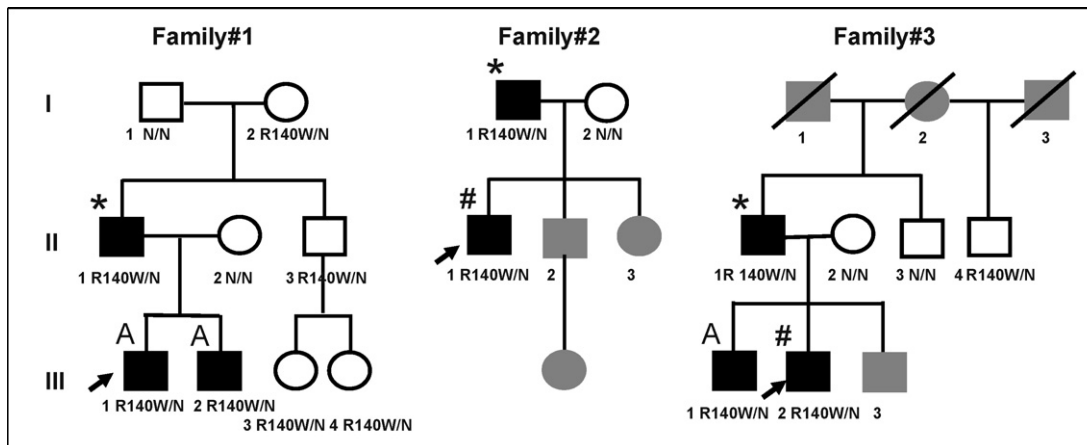 Family#1 Family#2 Family#3
*
I
1 N/N 2 R140W/N 1 R140W/N 2 N/N 1 2 3
* # *
II
1 R140W/N 2 N/N 3 R140W/N 1 R140W/N 2 3 1R 140W/N 2 N/N 3 N/N 4 R140W/N
A A A #
III
1 R140W/N 2 R140W/N 1 R140W/N 2 R140W/N 3
3 R140W/N 4 R140W/N